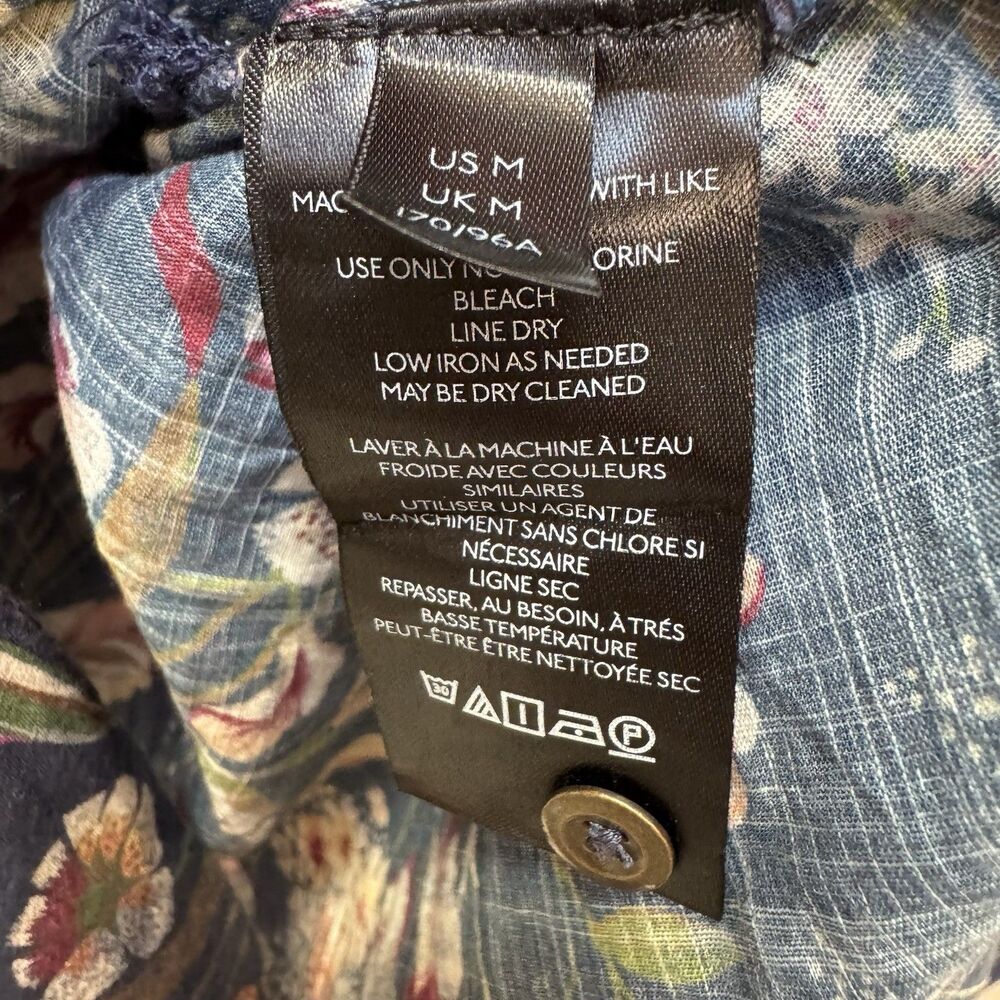 US M
UK M
170/96A
MAC WITH LIKE
USE ONLY ORINE
BLEACH
LINE DRY
LOW IRON AS NEEDED
MAY BE DRY CLEANED
LAVER À LA MACHINE À L'EAU
FROIDE AVEC COULEURS
SIMILAIRES
UTILISER UN AGENT DE
BLANCHIMENT SANS CHLORE SI
NÉCESSAIRE
LIGNE SEC
REPASSER, AU BESOIN, À TRÉS
BASSE TEMPÉRATURE
PEUT-ÊTRE ÊTRE NETTOYÉE SEC
30
P